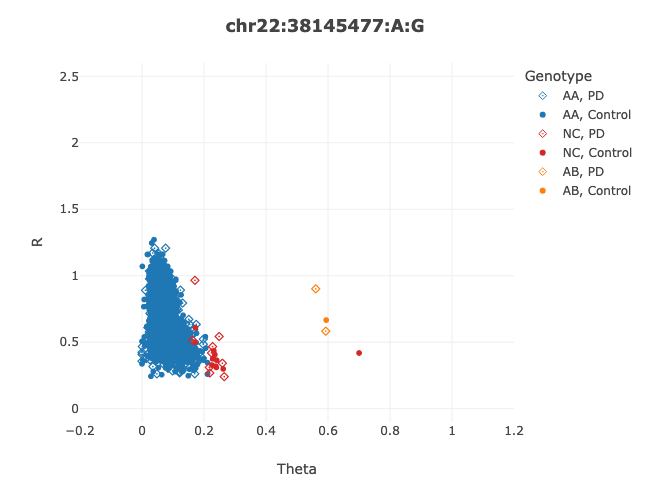 chr22:38145477:A:G
Genotype
AA, PD
AA, Control
NC, PD
NC, Control
AB, PD
AB, Control
2.5
2
1.5
1
0.5
0
R
−0.2 0 0.2 0.4 0.6 0.8 1 1.2
Theta